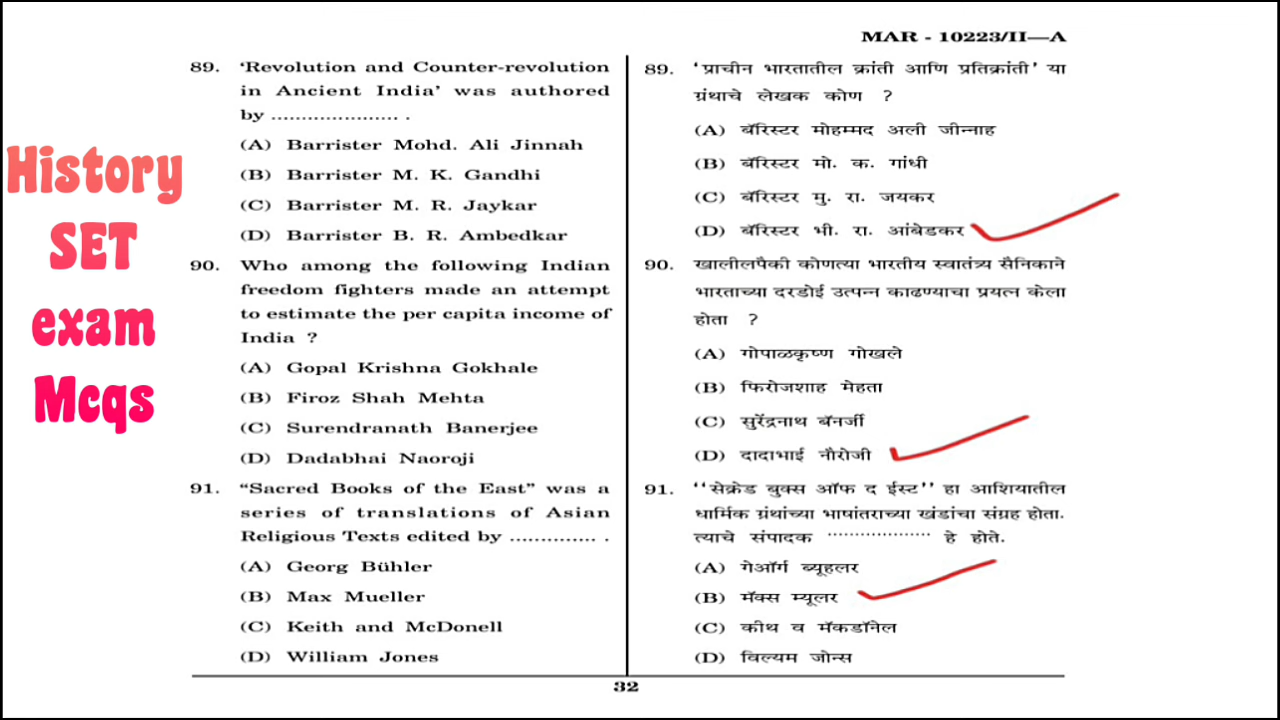 History
SET
exam
Mcqs
MAR - 10223/II—A
89. ‘Revolution and Counter-revolution
in Ancient India’ was authored
by ..................... .
(A) Barrister Mohd. Ali Jinnah
(B) Barrister M. K. Gandhi
(C) Barrister M. R. Jaykar
(D) Barrister B. R. Ambedkar
90. Who among the following Indian
freedom fighters made an attempt
to estimate the per capita income of
India ?
(A) Gopal Krishna Gokhale
(B) Firoz Shah Mehta
(C) Surendranath Banerjee
(D) Dadabhai Naoroji
91. “Sacred Books of the East” was a
series of translations of Asian
Religious Texts edited by .............. .
(A) Georg Bühler
(B) Max Mueller
(C) Keith and McDonell
(D) William Jones
89. ‘प्राचीन भारतातील क्रांती आणि प्रतिक्रांती’ या
ग्रंथाचे लेखक कोण ?
(A) बॅरिस्टर मोहम्मद अली जीन्नाह
(B) बॅरिस्टर मो. क. गांधी
(C) बॅरिस्टर मु. रा. जयकर
(D) बॅरिस्टर भी. रा. आंबेडकर
90. खालीलपैकी कोणत्या भारतीय स्वातंत्र्य सैनिकाने
भारताच्या दरडोई उत्पन्न काढण्याचा प्रयत्न केला
होता ?
(A) गोपाळकृष्ण गोखले
(B) फिरोजशाह मेहता
(C) सुरेंद्रनाथ बॅनर्जी
(D) दादाभाई नौरोजी
91. ‘‘सेक्रेड बुक्स ऑफ द ईस्ट’’ हा आशियातील
धार्मिक ग्रंथांच्या भाषांतराच्या खंडांचा संग्रह होता.
त्याचे संपादक .................... हे होते.
(A) गेऑर्ग ब्यूहलर
(B) मॅक्स म्यूलर
(C) कीथ व मॅकडॉनेल
(D) विल्यम जोन्स
32